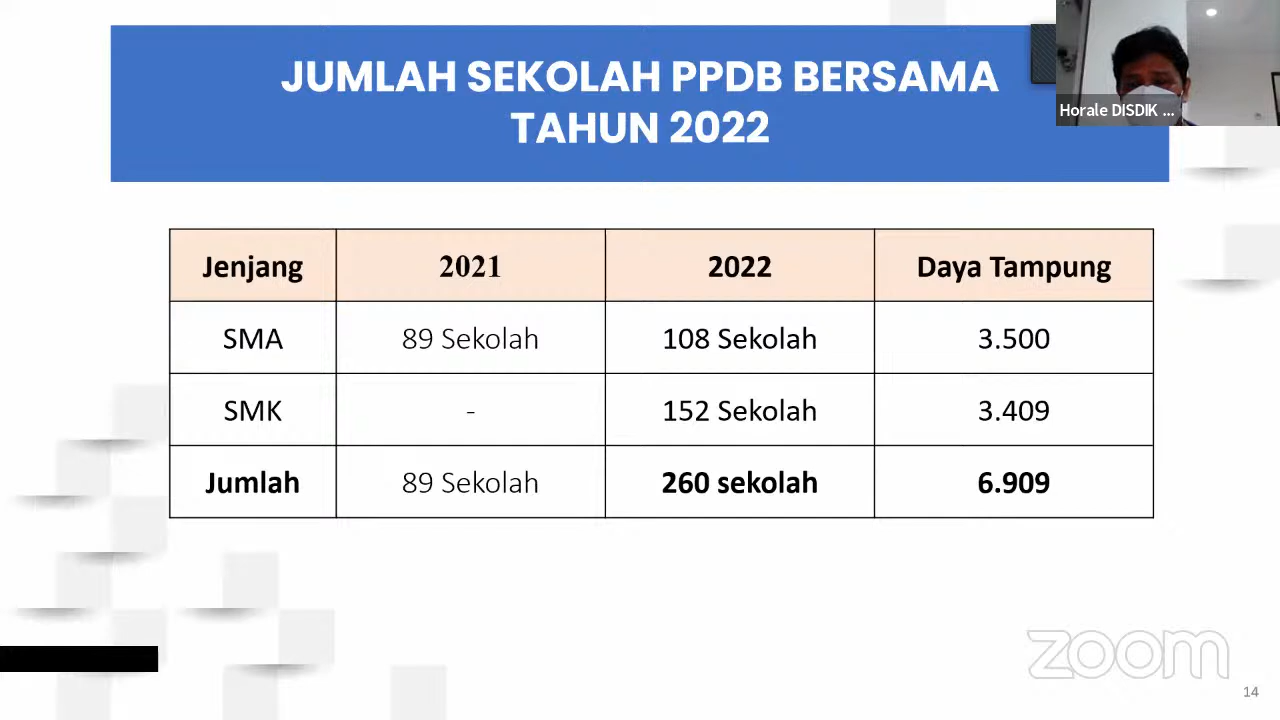 JUMLAH SEKOLAH PPDB BERSAMA
TAHUN 2022
Horale DISDIK ...
Jenjang 2021 2022 Daya Tampung
SMA 89 Sekolah 108 Sekolah 3.500
SMK - 152 Sekolah 3.409
Jumlah 89 Sekolah 260 sekolah 6.909
zoom
14